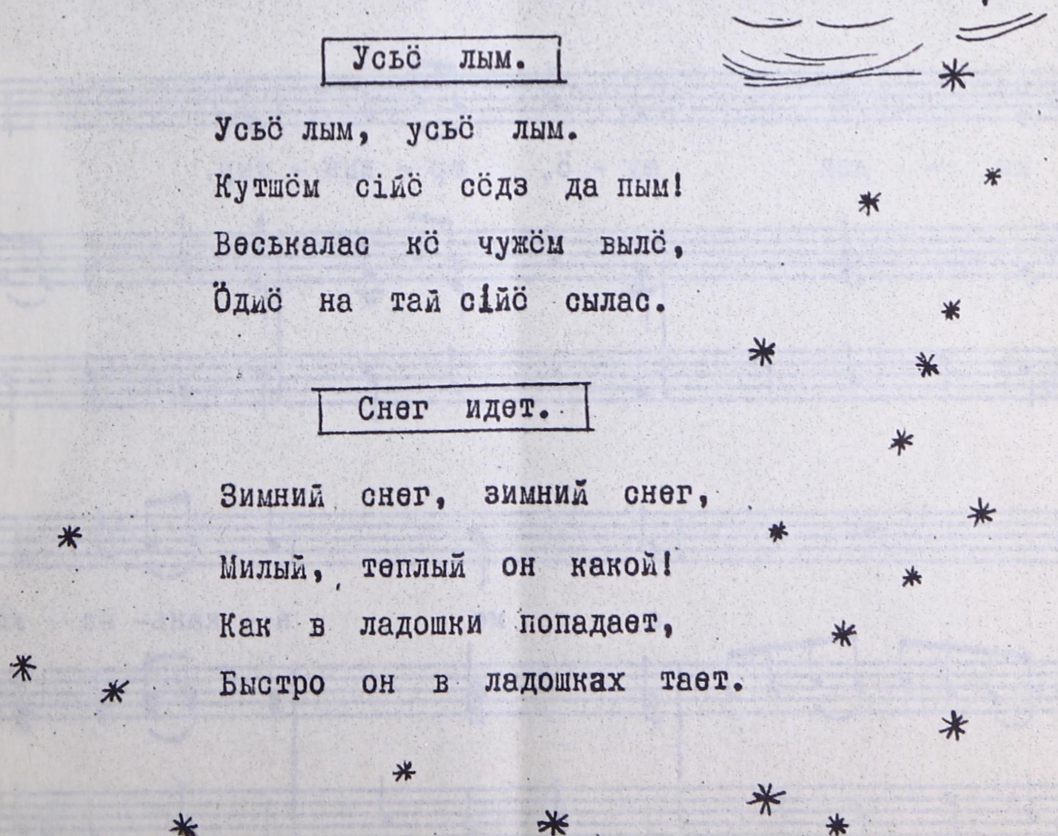 Усьӧ лым.
Усьӧ лым, усьӧ лым.
Кутшӧм сійӧ сӧдз да пым!
Веськалас кӧ чужӧм вылӧ,
Ӧдйӧ на тай сійӧ сылас.
Снег идет.
Зимний снег, зимний снег,
Милый, теплый он какой!
Как в ладошки попадает,
Быстро он в ладошках тает.